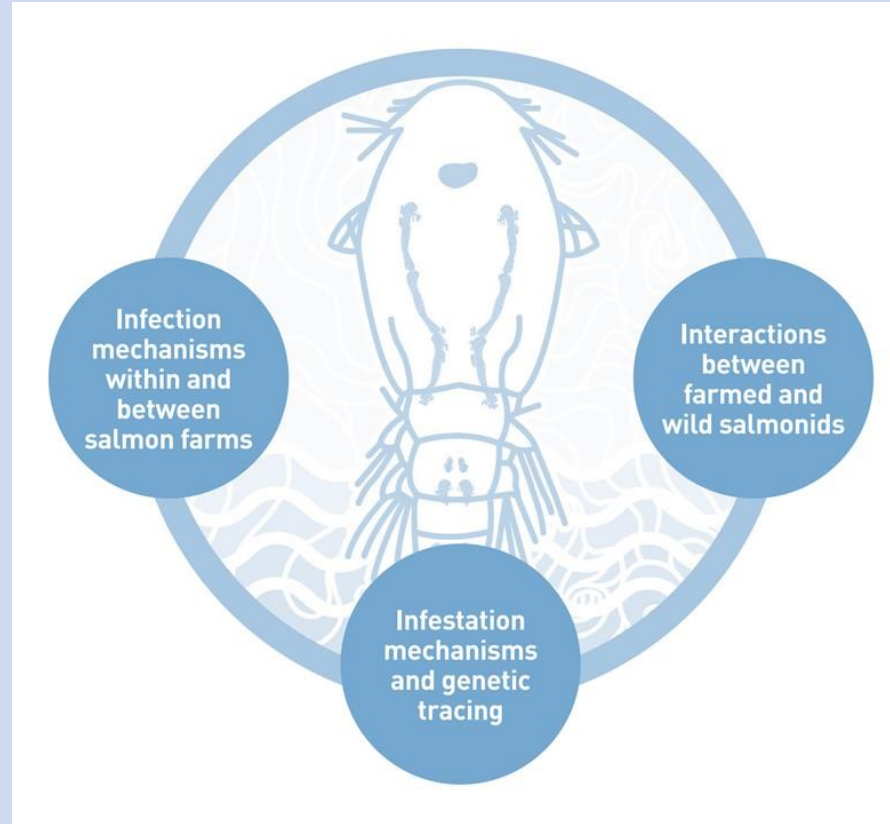 Infection
mechanisms
within and
between
salmon farms
Interactions
between
farmed and
wild salmonids
Infestation
mechanisms
and genetic
tracing